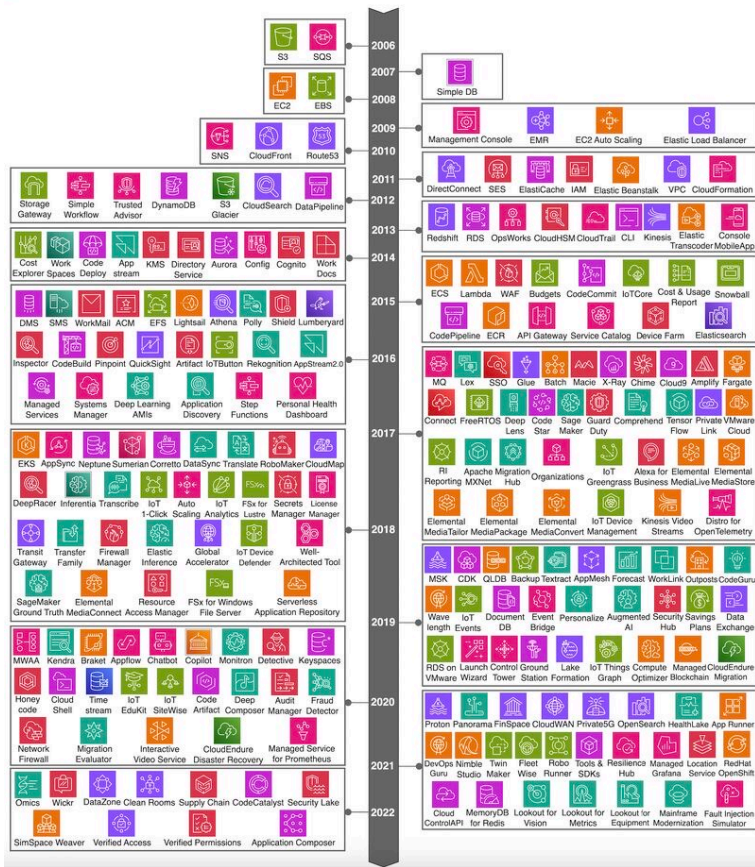 2006
S3 SQS
2007
Simple DB
2008
EC2 EBS
2009
Management Console EMR EC2 Auto Scaling Elastic Load Balancer
2010
SNS CloudFront Route53
2011
DirectConnect SES ElastiCache IAM Elastic Beanstalk VPC CloudFormation
2012
Storage Gateway Simple Workflow Trusted Advisor DynamoDB S3 Glacier CloudSearch DataPipeline
2013
Redshift RDS OpsWorks CloudHSM CloudTrail CLI Kinesis Elastic Transcoder Console MobileApp
2014
Cost Explorer Work Spaces Code Deploy App stream KMS Directory Service Aurora Config Cognito Work Docs
2015
ECS Lambda WAF Budgets CodeCommit IoTCore Cost & Usage Report Snowball
CodePipeline ECR API Gateway Service Catalog Device Farm Elasticsearch
2016
DMS SMS WorkMail ACM EFS Lightsail Athena Polly Shield Lumberyard
Inspector CodeBuild Pinpoint QuickSight Artifact IoTButton Rekognition AppStream2.0
Managed Services Systems Manager Deep Learning AMIs Application Discovery Step Functions Personal Health Dashboard
2017
MQ Lex SSO Glue Batch Macie X-Ray Chime Cloud9 Amplify Fargate
Connect FreeRTOS Deep Lens Code Star Sage Maker Guard Duty Comprehend Tensor Flow Private Link VMware Cloud
RI Reporting Apache MXNet Migration Hub Organizations IoT Greengrass Alexa for Business Elemental MediaLive Elemental MediaStore
Elemental MediaTailor Elemental MediaPackage Elemental MediaConvert IoT Device Management Kinesis Video Streams Distro for OpenTelemetry
2018
EKS AppSync Neptune Sumerian Corretto DataSync Translate RoboMaker CloudMap
DeepRacer Inferentia Transcribe IoT 1-Click Auto Scaling IoT Analytics FSx for Lustre Secrets Manager License Manager
Transit Gateway Transfer Family Firewall Manager Elastic Inference Global Accelerator IoT Device Defender Well-Architected Tool
SageMaker Ground Truth Elemental MediaConnect Resource Access Manager FSx for Windows File Server Serverless Application Repository
2019
MSK CDK QLDB Backup Textract AppMesh Forecast WorkLink Outposts CodeGuru
Wave length IoT Events Document DB Event Bridge Personalize Augmented AI Security Hub Savings Plans Data Exchange
RDS on VMware Launch Wizard Control Tower Ground Station Lake Formation IoT Things Graph Compute Optimizer Managed Blockchain CloudEndure Migration
2020
MWAA Kendra Braket Appflow Chatbot Copilot Monitron Detective Keyspaces
Honey code Cloud Shell Time stream IoT EduKit IoT SiteWise Code Artifact Deep Composer Audit Manager Fraud Detector
Network Firewall Migration Evaluator Interactive Video Service CloudEndure Disaster Recovery Managed Service for Prometheus
2021
Proton Panorama FinSpace CloudWAN Private5G OpenSearch HealthLake App Runner
DevOps Guru Nimble Studio Twin Maker Fleet Wise Robo Runner Tools & SDKs Resilience Hub Managed Grafana Location Service RedHat OpenShift
Cloud ControlAPI MemoryDB for Redis Lookout for Vision Lookout for Metrics Lookout for Equipment Mainframe Modernization Fault Injection Simulator
2022
Omics Wickr DataZone Clean Rooms Supply Chain CodeCatalyst Security Lake
SimSpace Weaver Verified Access Verified Permissions Application Composer